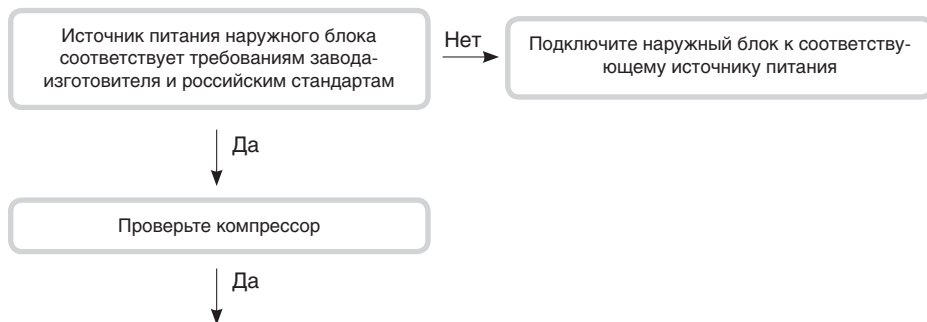 Источник питания наружного блока
соответствует требованиям завода-
изготовителя и российским стандартам
Нет
Подключите наружный блок к соответству-
ющему источнику питания
Да
Проверьте компрессор
Да